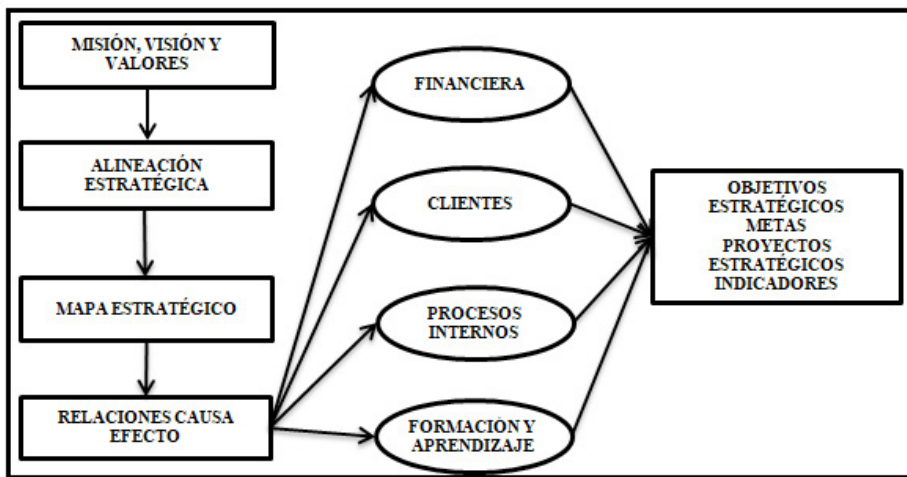 MISIÓN, VISIÓN Y
VALORES
ALINEACIÓN
ESTRATÉGICA
MAPA ESTRATÉGICO
RELACIONES CAUSA
EFECTO
FINANCIERA
CLIENTES
PROCESOS
INTERNOS
FORMACIÓN Y
APRENDIZAJE
OBJETIVOS
ESTRATÉGICOS
METAS
PROYECTOS
ESTRATÉGICOS
INDICADORES